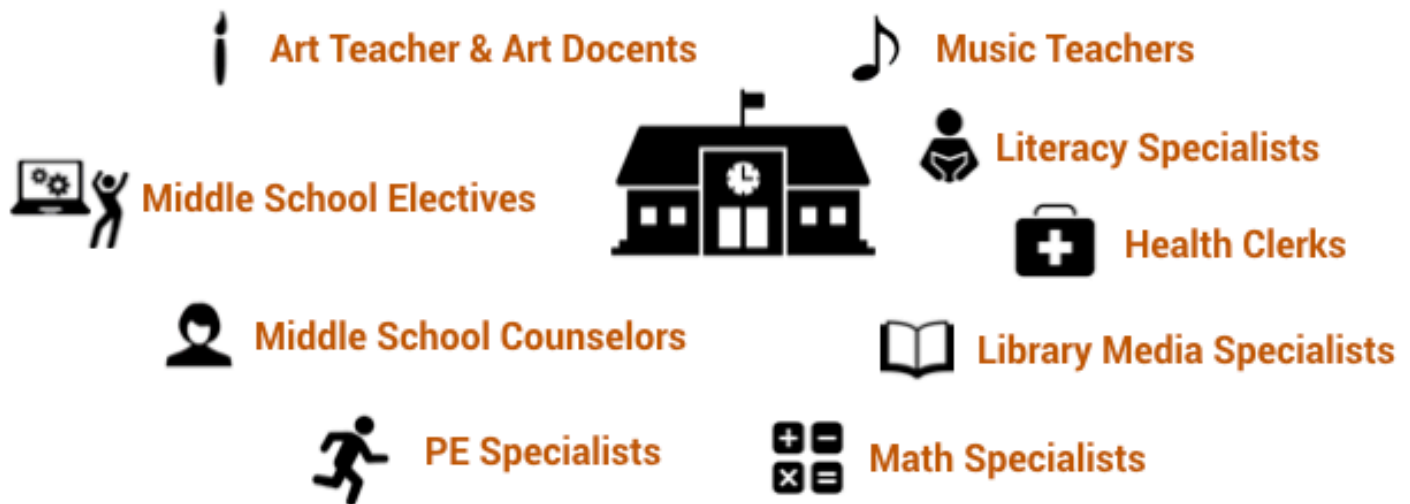 Art Teacher & Art Docents
Music Teachers
Literacy Specialists
Middle School Electives
Health Clerks
Middle School Counselors
Library Media Specialists
PE Specialists
Math Specialists